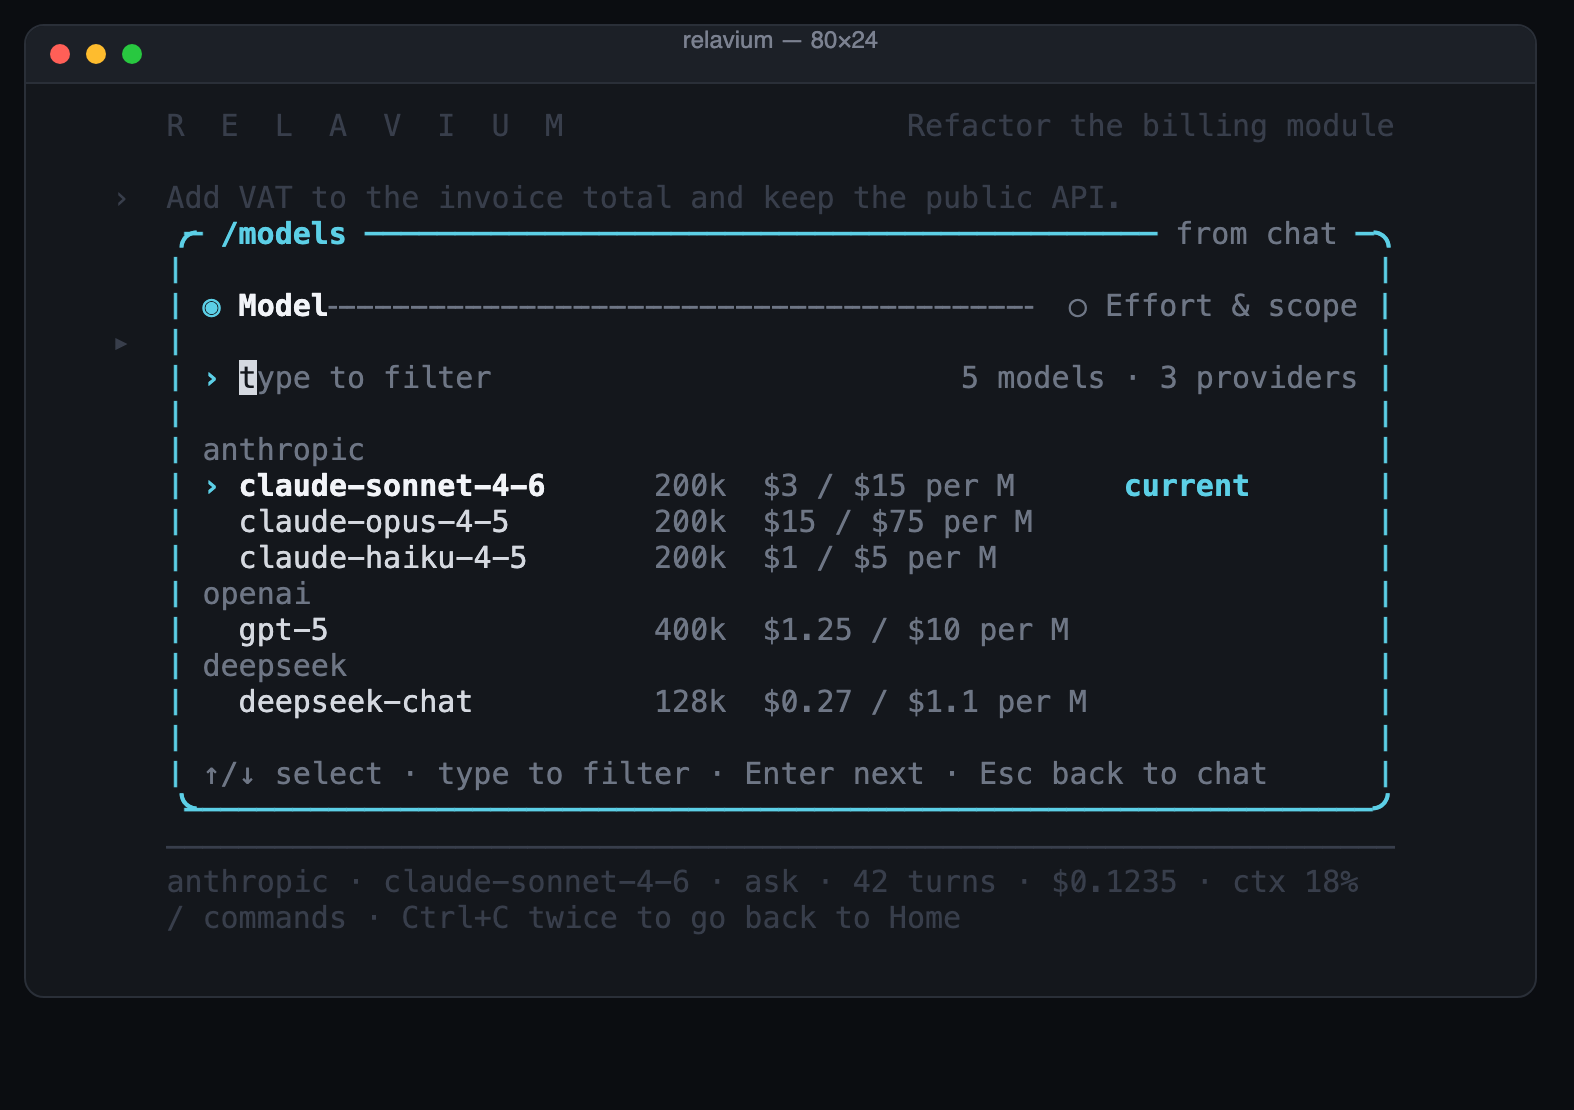 relavium — 80×24
R E L A V I U M Refactor the billing module
› Add VAT to the invoice total and keep the public API.
/models from chat
◉ Model ○ Effort & scope
› type to filter 5 models · 3 providers
anthropic
› claude-sonnet-4-6 200k $3 / $15 per M current
claude-opus-4-5 200k $15 / $75 per M
claude-haiku-4-5 200k $1 / $5 per M
openai
gpt-5 400k $1.25 / $10 per M
deepseek
deepseek-chat 128k $0.27 / $1.1 per M
↑/↓ select · type to filter · Enter next · Esc back to chat
anthropic · claude-sonnet-4-6 · ask · 42 turns · $0.1235 · ctx 18%
/ commands · Ctrl+C twice to go back to Home